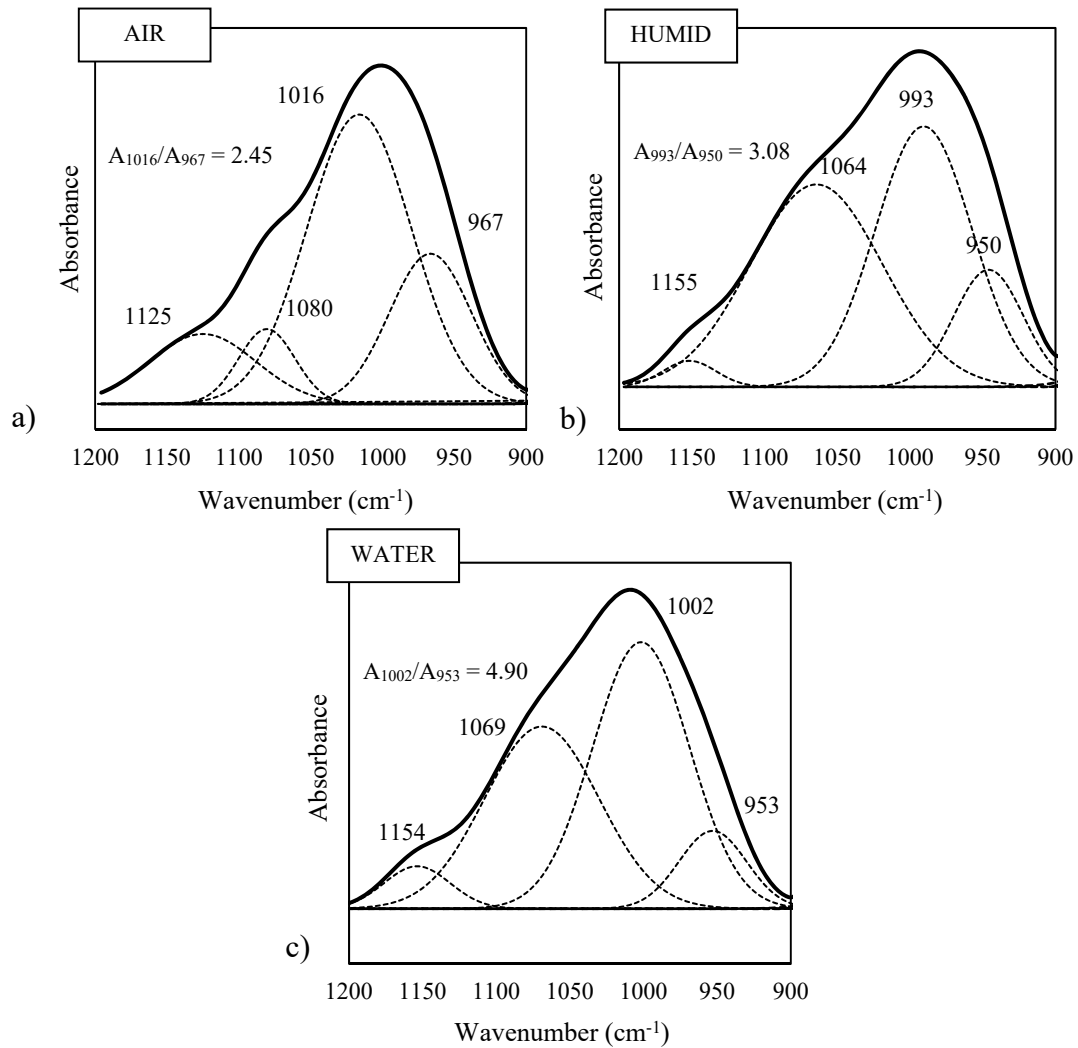 AIR
1016
A₁₀₁₆/A₉₆₇ = 2.45
967
1125
1080
Absorbance
a)
1200 1150 1100 1050 1000 950 900
Wavenumber (cm⁻¹)
HUMID
993
A₉₉₃/A₉₅₀ = 3.08
1064
950
1155
Absorbance
b)
1200 1150 1100 1050 1000 950 900
Wavenumber (cm⁻¹)
WATER
1002
A₁₀₀₂/A₉₅₃ = 4.90
1069
953
1154
Absorbance
c)
1200 1150 1100 1050 1000 950 900
Wavenumber (cm⁻¹)